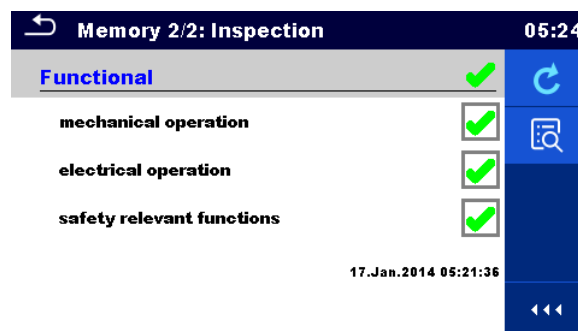 Memory 2/2: Inspection 05:24
Functional
mechanical operation
electrical operation
safety relevant functions
17.Jan.2014 05:21:36